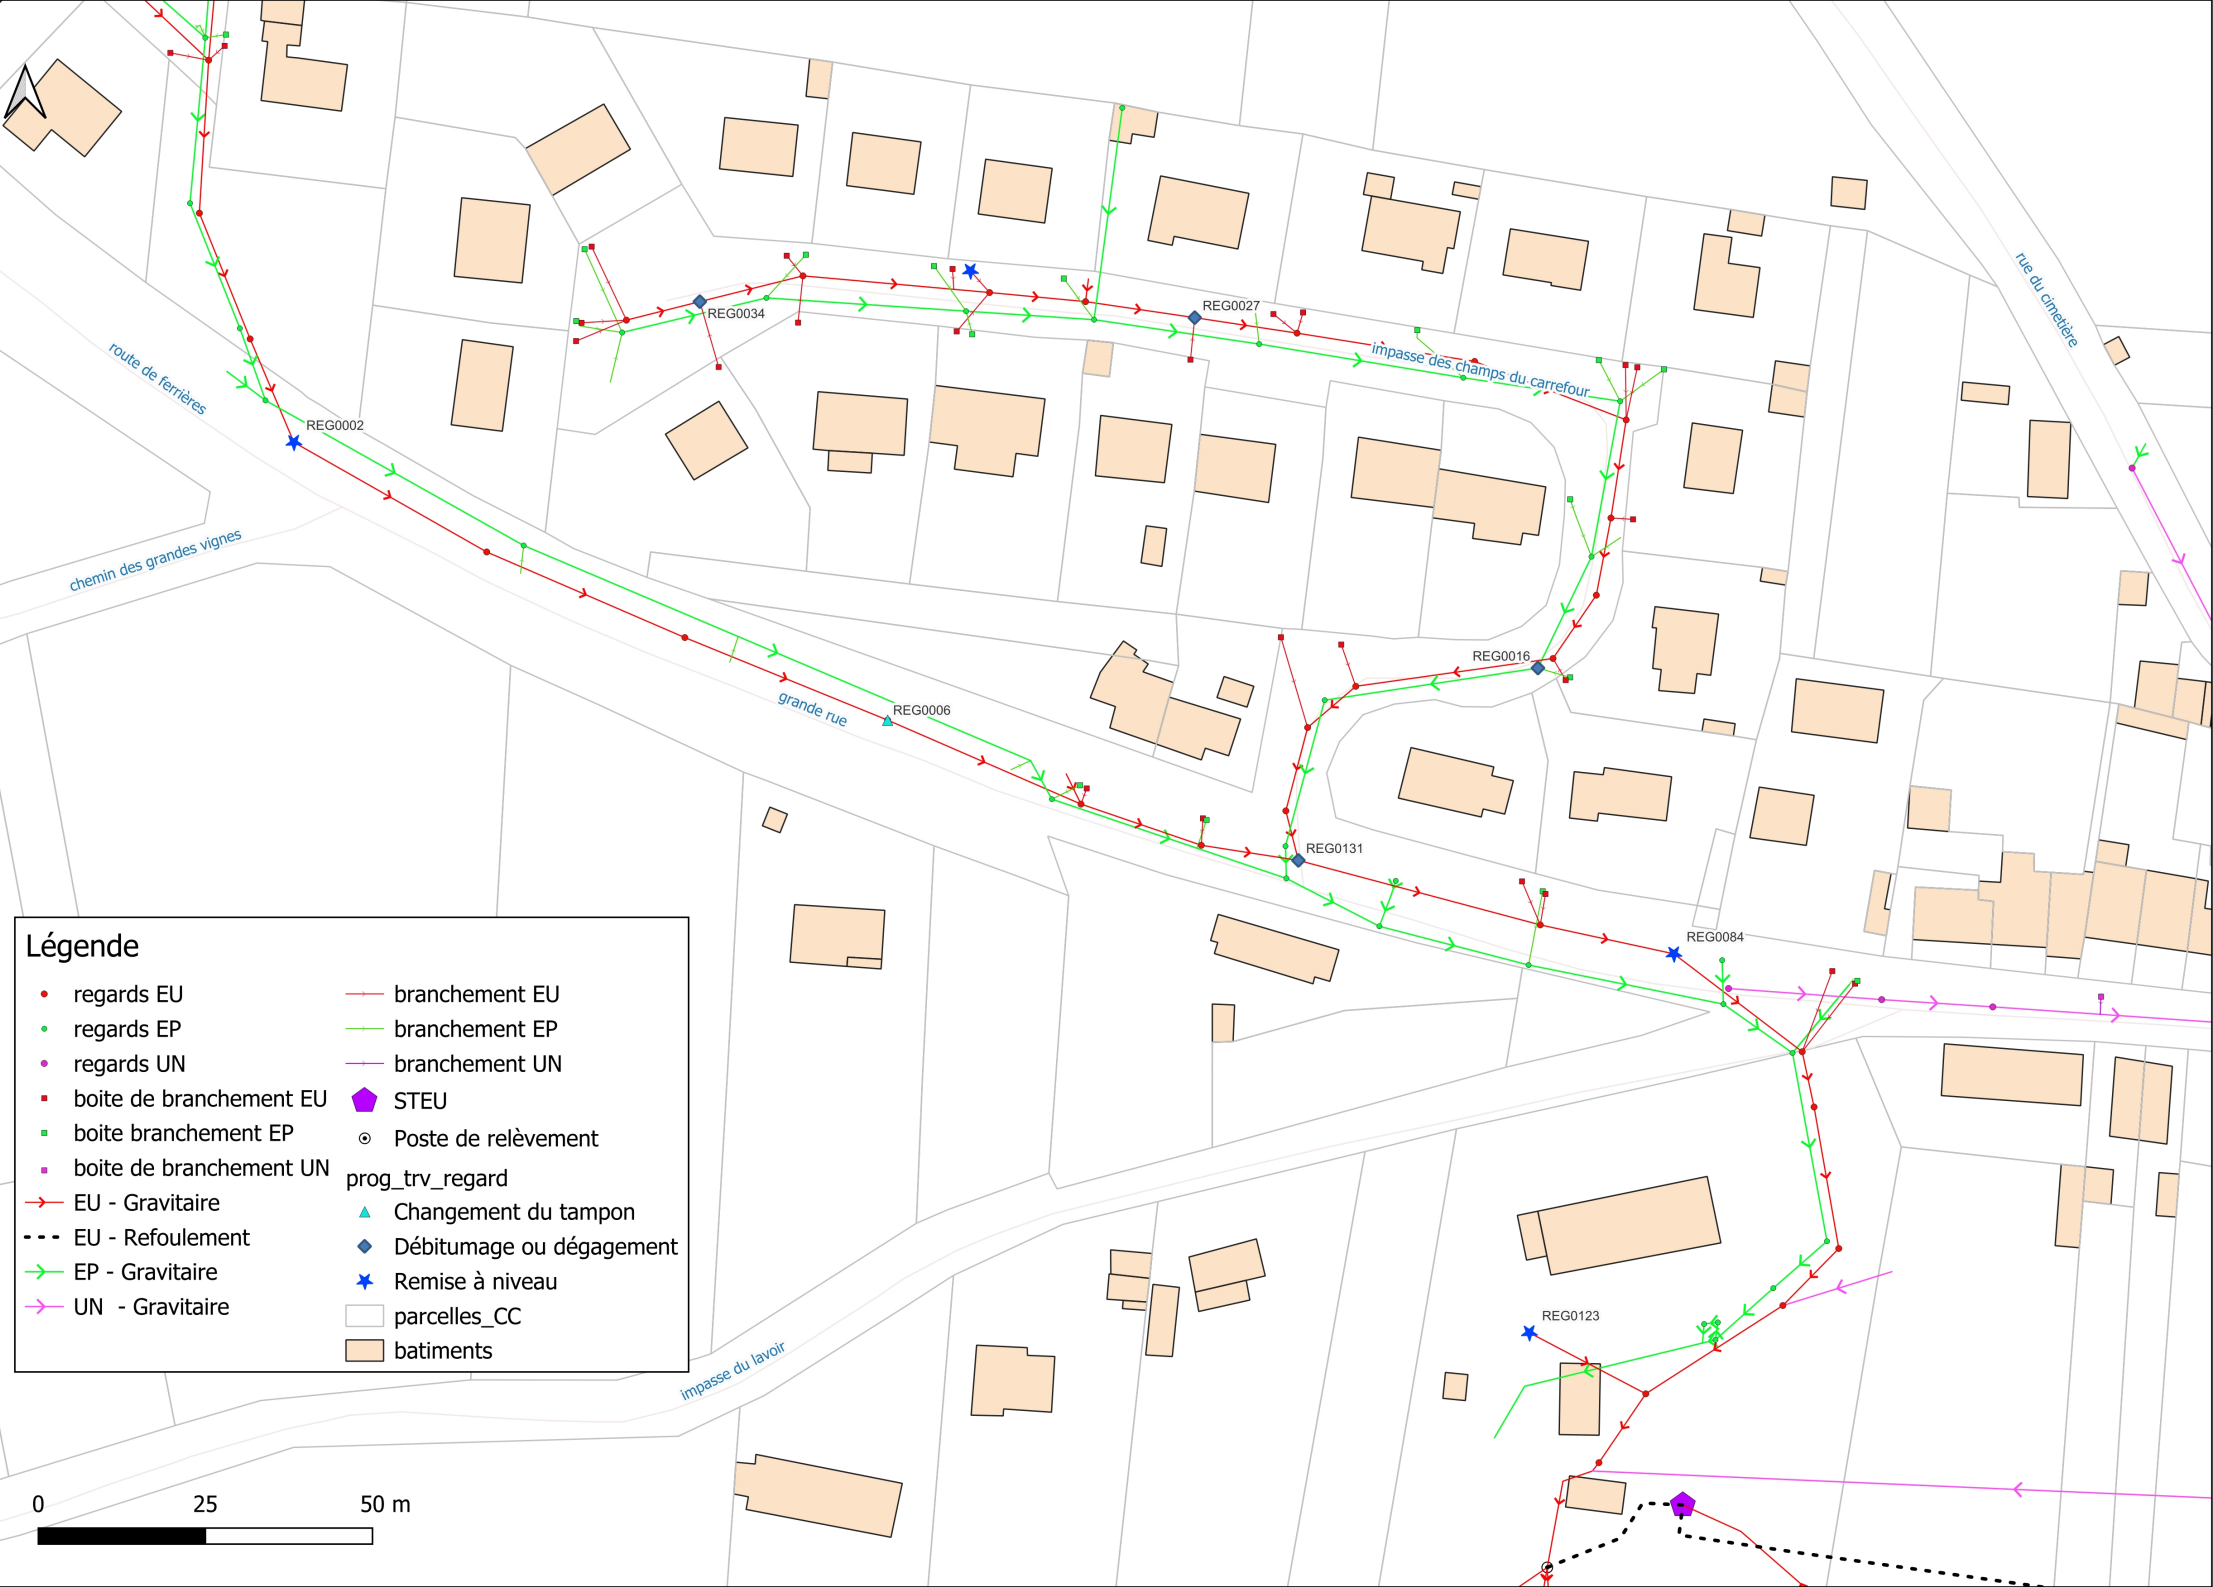 rue du cimetière
REG0027
REG0034
impasse des champs du carrefour
route de ferrières
REG0002
chemin des grandes vignes
REG0016
grande rue
REG0006
REG0131
REG0084
REG0123
impasse du lavoir
Légende
regards EU
regards EP
regards UN
boite de branchement EU
boite branchement EP
boite de branchement UN
EU - Gravitaire
EU - Refoulement
EP - Gravitaire
UN - Gravitaire
branchement EU
branchement EP
branchement UN
STEU
Poste de relèvement
prog_trv_regard
Changement du tampon
Débitumage ou dégagement
Remise à niveau
parcelles_CC
batiments
0 25 50 m